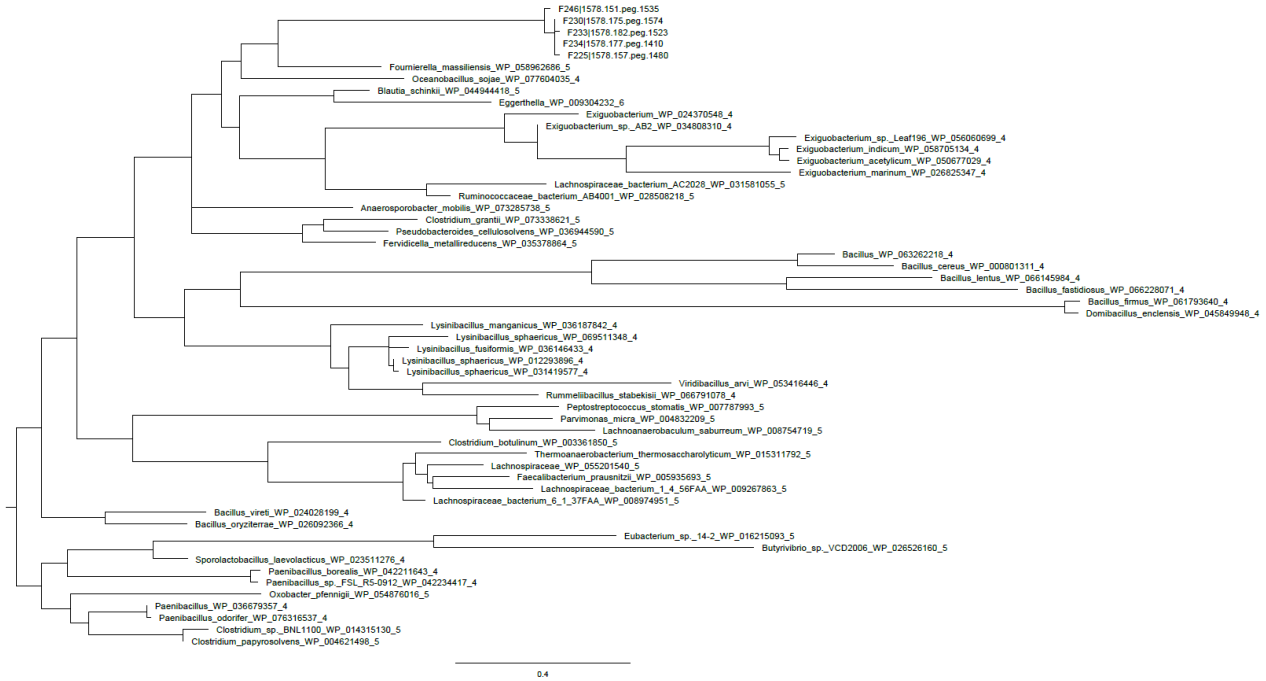 F246|1578.151.peg.1535
F230|1578.175.peg.1574
F233|1578.182.peg.1523
F234|1578.177.peg.1410
F225|1578.157.peg.1480
Fournierella_massiliensis_WP_058962686_5
Oceanobacillus_sojae_WP_077604035_4
Blautia_schinkii_WP_044944418_5
Eggerthella_WP_009304232_6
Exiguobacterium_WP_024370548_4
Exiguobacterium_sp._AB2_WP_034808310_4
Exiguobacterium_sp._Leaf196_WP_056060699_4
Exiguobacterium_indicum_WP_058705134_4
Exiguobacterium_acetylicum_WP_050677029_4
Exiguobacterium_marinum_WP_026825347_4
Lachnospiraceae_bacterium_AC2028_WP_031581055_5
Ruminococcaceae_bacterium_AB4001_WP_028508218_5
Anaerosporobacter_mobilis_WP_073285738_5
Clostridium_grantii_WP_073338621_5
Pseudobacteroides_cellulosolvens_WP_036944590_5
Fervidicella_metallireducens_WP_035378864_5
Bacillus_WP_063262218_4
Bacillus_cereus_WP_000801311_4
Bacillus_lentus_WP_066145984_4
Bacillus_fastidiosus_WP_066228071_4
Bacillus_firmus_WP_061793640_4
Domibacillus_enclensis_WP_045849948_4
Lysinibacillus_manganicus_WP_036187842_4
Lysinibacillus_sphaericus_WP_069511348_4
Lysinibacillus_fusiformis_WP_036146433_4
Lysinibacillus_sphaericus_WP_012293896_4
Lysinibacillus_sphaericus_WP_031419577_4
Viridibacillus_arvi_WP_053416446_4
Rummeliibacillus_stabekisii_WP_066791078_4
Peptostreptococcus_stomatis_WP_007787993_5
Parvimonas_micra_WP_004832209_5
Lachnoanaerobaculum_saburreum_WP_008754719_5
Clostridium_botulinum_WP_003361850_5
Thermoanaerobacterium_thermosaccharolyticum_WP_015311792_5
Lachnospiraceae_WP_055201540_5
Faecalibacterium_prausnitzii_WP_005935693_5
Lachnospiraceae_bacterium_1_4_56FAA_WP_009267863_5
Lachnospiraceae_bacterium_6_1_37FAA_WP_008974951_5
Bacillus_vireti_WP_024028199_4
Bacillus_oryziterrae_WP_026092366_4
Eubacterium_sp._14-2_WP_016215093_5
Butyrivibrio_sp._VCD2006_WP_026526160_5
Sporolactobacillus_laevolacticus_WP_023511276_4
Paenibacillus_borealis_WP_042211643_4
Paenibacillus_sp._FSL_R5-0912_WP_042234417_4
Oxobacter_pfennigii_WP_054876016_5
Paenibacillus_WP_036679357_4
Paenibacillus_odorifer_WP_076316537_4
Clostridium_sp._BNL1100_WP_014315130_5
Clostridium_papyrosolvens_WP_004621498_5
0.4